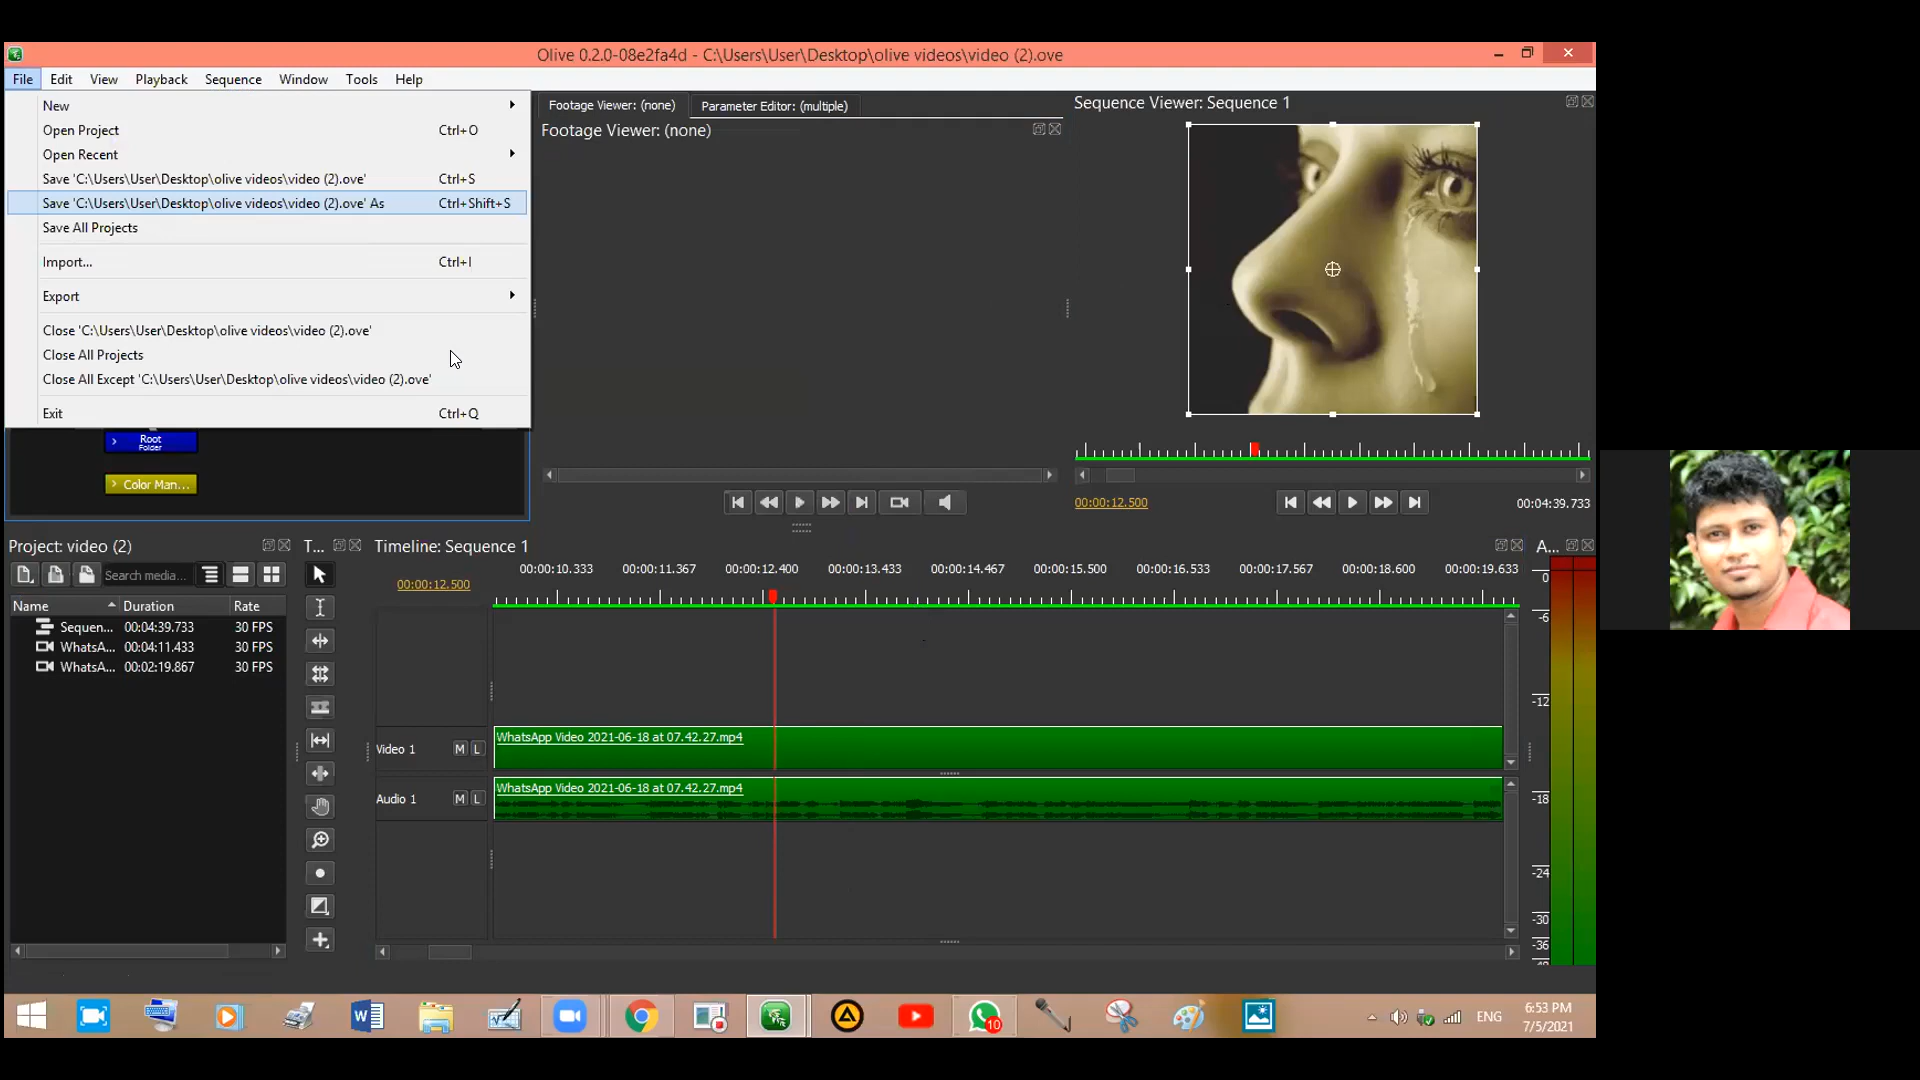 Olive 0.2.0-08e2fa4d - C:\Users\User\Desktop\olive videos\video (2).ove
File Edit View Playback Sequence Window Tools Help
New
Open Project Ctrl+O
Open Recent
Save 'C:\Users\User\Desktop\olive videos\video (2).ove' Ctrl+S
Save 'C:\Users\User\Desktop\olive videos\video (2).ove' As Ctrl+Shift+S
Save All Projects
Import... Ctrl+I
Export
Close 'C:\Users\User\Desktop\olive videos\video (2).ove'
Close All Projects
Close All Except 'C:\Users\User\Desktop\olive videos\video (2).ove'
Exit Ctrl+Q
Root
Folder
Color Man...
Footage Viewer: (none) Parameter Editor: (multiple)
Footage Viewer: (none)
Sequence Viewer: Sequence 1
00:00:12.500 00:04:39.733
Project: video (2)
Search media...
Name Duration Rate
Sequen... 00:04:39.733 30 FPS
WhatsA... 00:04:11.433 30 FPS
WhatsA... 00:02:19.867 30 FPS
T...
Timeline: Sequence 1
00:00:12.500
00:00:10.333 00:00:11.367 00:00:12.400 00:00:13.433 00:00:14.467 00:00:15.500 00:00:16.533 00:00:17.567 00:00:18.600 00:00:19.633
Video 1 M L
WhatsApp Video 2021-06-18 at 07.42.27.mp4
Audio 1 M L
WhatsApp Video 2021-06-18 at 07.42.27.mp4
A...
0
-6
-12
-18
-24
-30
-36
10
ENG
6:53 PM
7/5/2021